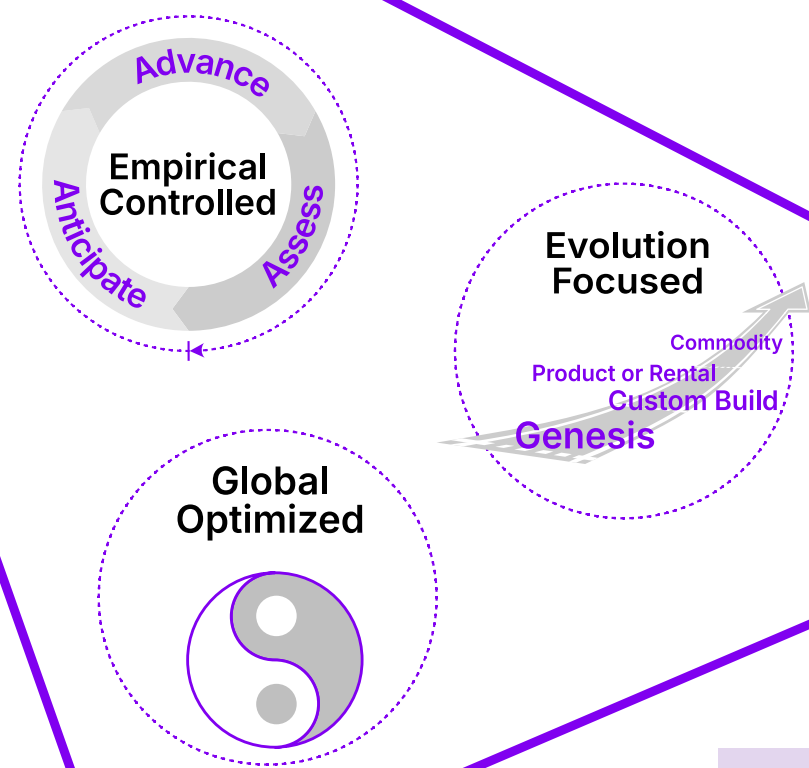 Advance
Empirical
Controlled
Assess
Anticipate
Evolution
Focused
Commodity
Product or Rental
Custom Build
Genesis
Global
Optimized